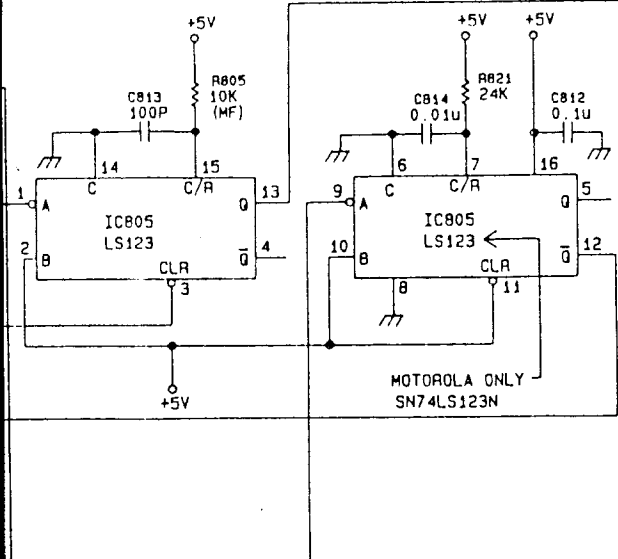 +5V
+5V
+5V
R805
10K
(MF)
C813
100P
R821
24K
C814
0.01u
C812
0.1u
14
15
6
7
16
1
A
C
C/R
Q
13
9
A
C
C/R
Q
5
IC805
LS123
IC805
LS123
2
B
Q
4
10
B
Q
12
CLR
3
8
CLR
11
+5V
MOTOROLA ONLY
SN74LS123N